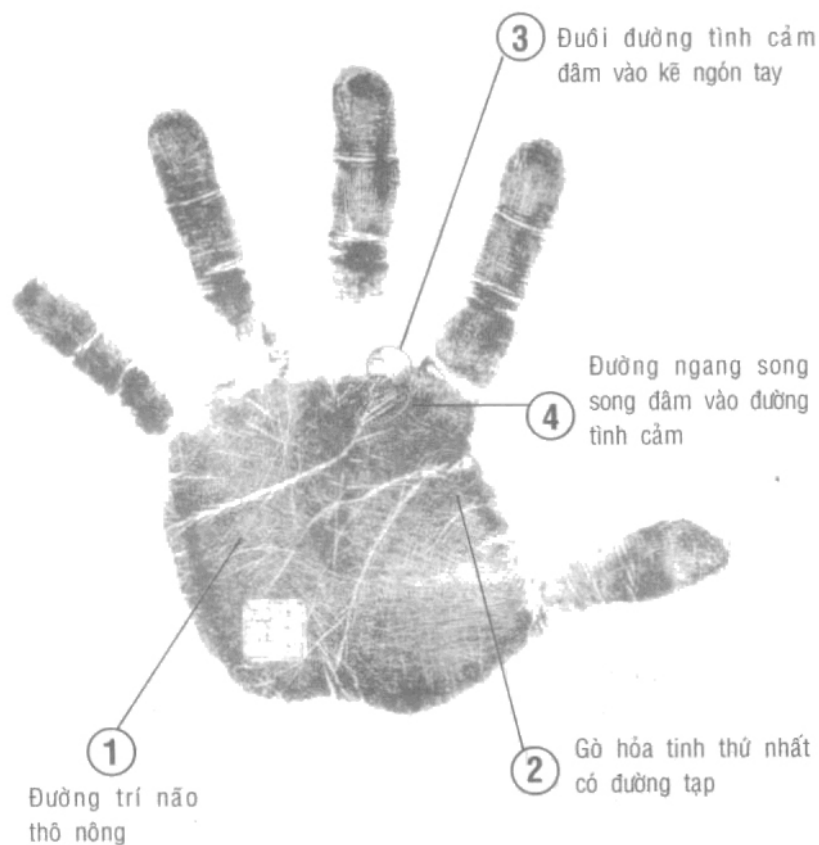 3
Đuôi đường tình cảm
đâm vào kẽ ngón tay
Đường ngang song
song đâm vào đường
tình cảm
4
1
Đường trí não
thô nông
2
Gò hỏa tinh thứ nhất
có đường tạp